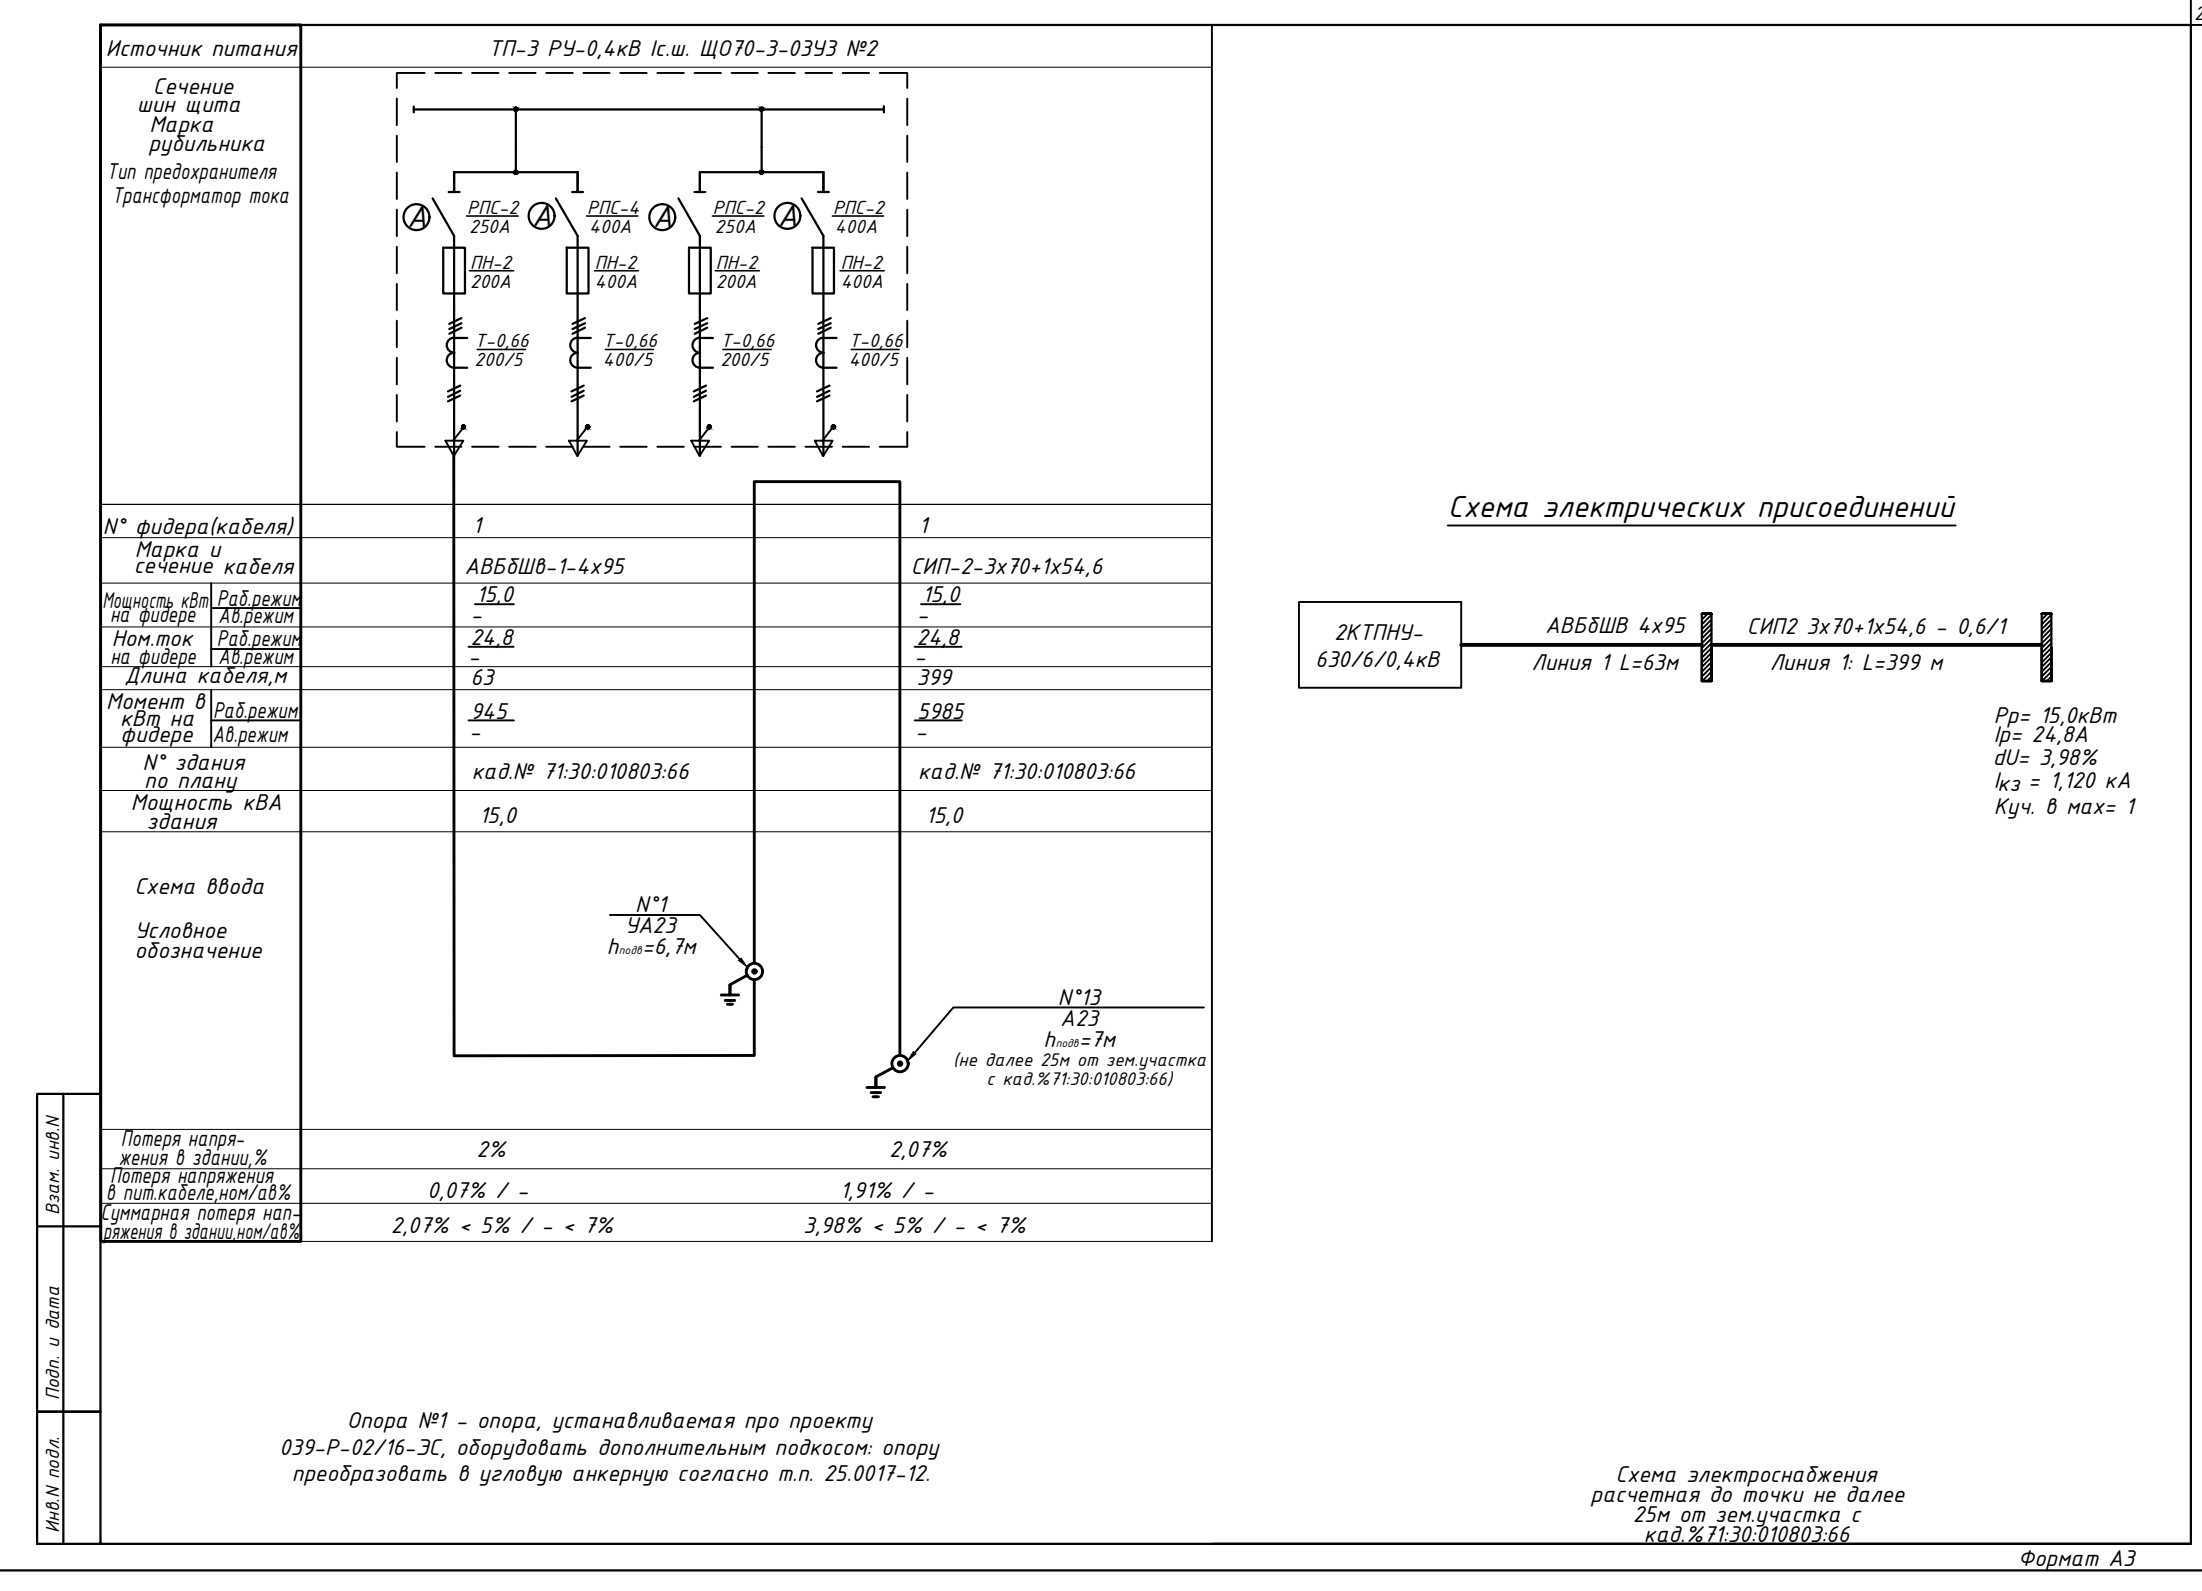 2
Источник питания
ТП-3 РУ-0,4кВ Iс.ш. ЩО70-3-03У3 №2
Сечение
шин щита
Марка
рубильника
Тип предохранителя
Трансформатор тока
А
РПС-2
250А
А
РПС-4
400А
А
РПС-2
250А
А
РПС-2
400А
ПН-2
200А
ПН-2
400А
ПН-2
200А
ПН-2
400А
Т-0,66
200/5
Т-0,66
400/5
Т-0,66
200/5
Т-0,66
400/5
N° фидера(кабеля)
1
1
Марка и
сечение кабеля
АВБбШв-1-4х95
СИП-2-3х70+1х54,6
Мощность кВт
на фидере
Раб.режим
Ав.режим
15,0
-
15,0
-
Ном.ток
на фидере
Раб.режим
Ав.режим
24,8
-
24,8
-
Длина кабеля,м
63
399
Момент в
кВт на
фидере
Раб.режим
Ав.режим
945
-
5985
-
N° здания
по плану
кад.№ 71:30:010803:66
кад.№ 71:30:010803:66
Мощность кВА
здания
15,0
15,0
Схема ввода
Условное
обозначение
N°1
УА23
hподв=6,7м
N°13
А23
hподв=7м
(не далее 25м от зем.участка
с кад.%71:30:010803:66)
Потеря напря-
жения в здании,%
2%
2,07%
Потеря напряжения
в пит.кабеле,ном/ав%
0,07% / -
1,91% / -
Суммарная потеря нап-
ряжения в здании,ном/ав%
2,07% < 5% / - < 7%
3,98% < 5% / - < 7%
Схема электрических присоединений
2КТПНУ-
630/6/0,4кВ
АВБбШВ 4х95
Линия 1 L=63м
СИП2 3х70+1х54,6 - 0,6/1
Линия 1: L=399 м
Рр= 15,0кВт
Iр= 24,8А
dU= 3,98%
Iкз = 1,120 кА
Куч. в мах= 1
Взам. инв.N
Подп. и дата
Инв.N подл.
Опора №1 - опора, устанавливаемая про проекту
039-Р-02/16-ЭС, оборудовать дополнительным подкосом: опору
преобразовать в угловую анкерную согласно т.п. 25.0017-12.
Схема электроснабжения
расчетная до точки не далее
25м от зем.участка с
кад.%71:30:010803:66
Формат А3